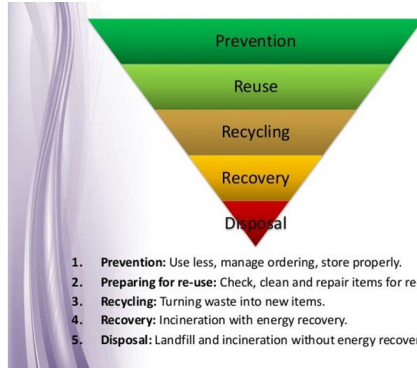 Prevention
Reuse
Recycling
Recovery
Disposal
1. Prevention: Use less, manage ordering, store properly.
2. Preparing for re-use: Check, clean and repair items for
3. Recycling: Turning waste into new items.
4. Recovery: Incineration with energy recovery.
5. Disposal: Landfill and incineration without energy